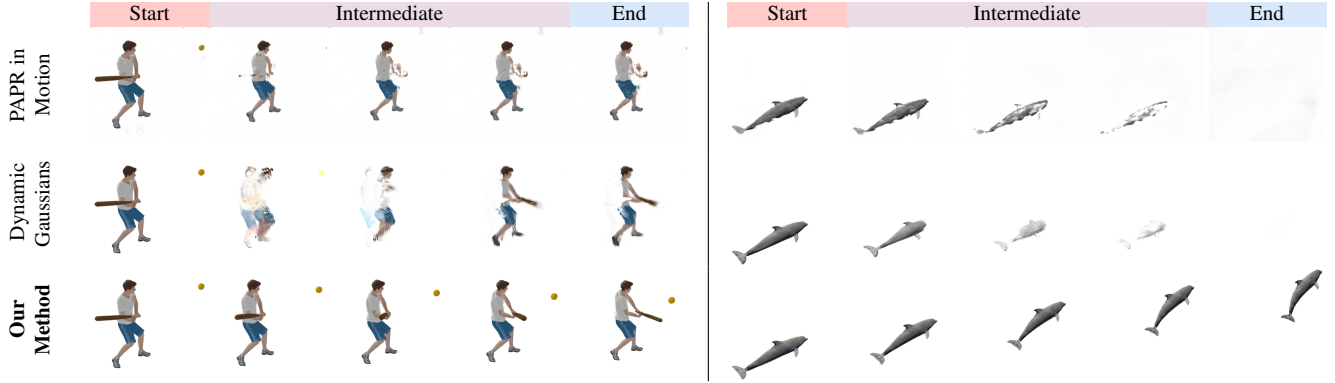 Start Intermediate End Start Intermediate End
PAPR in
Motion
Dynamic
Gaussians
Our
Method